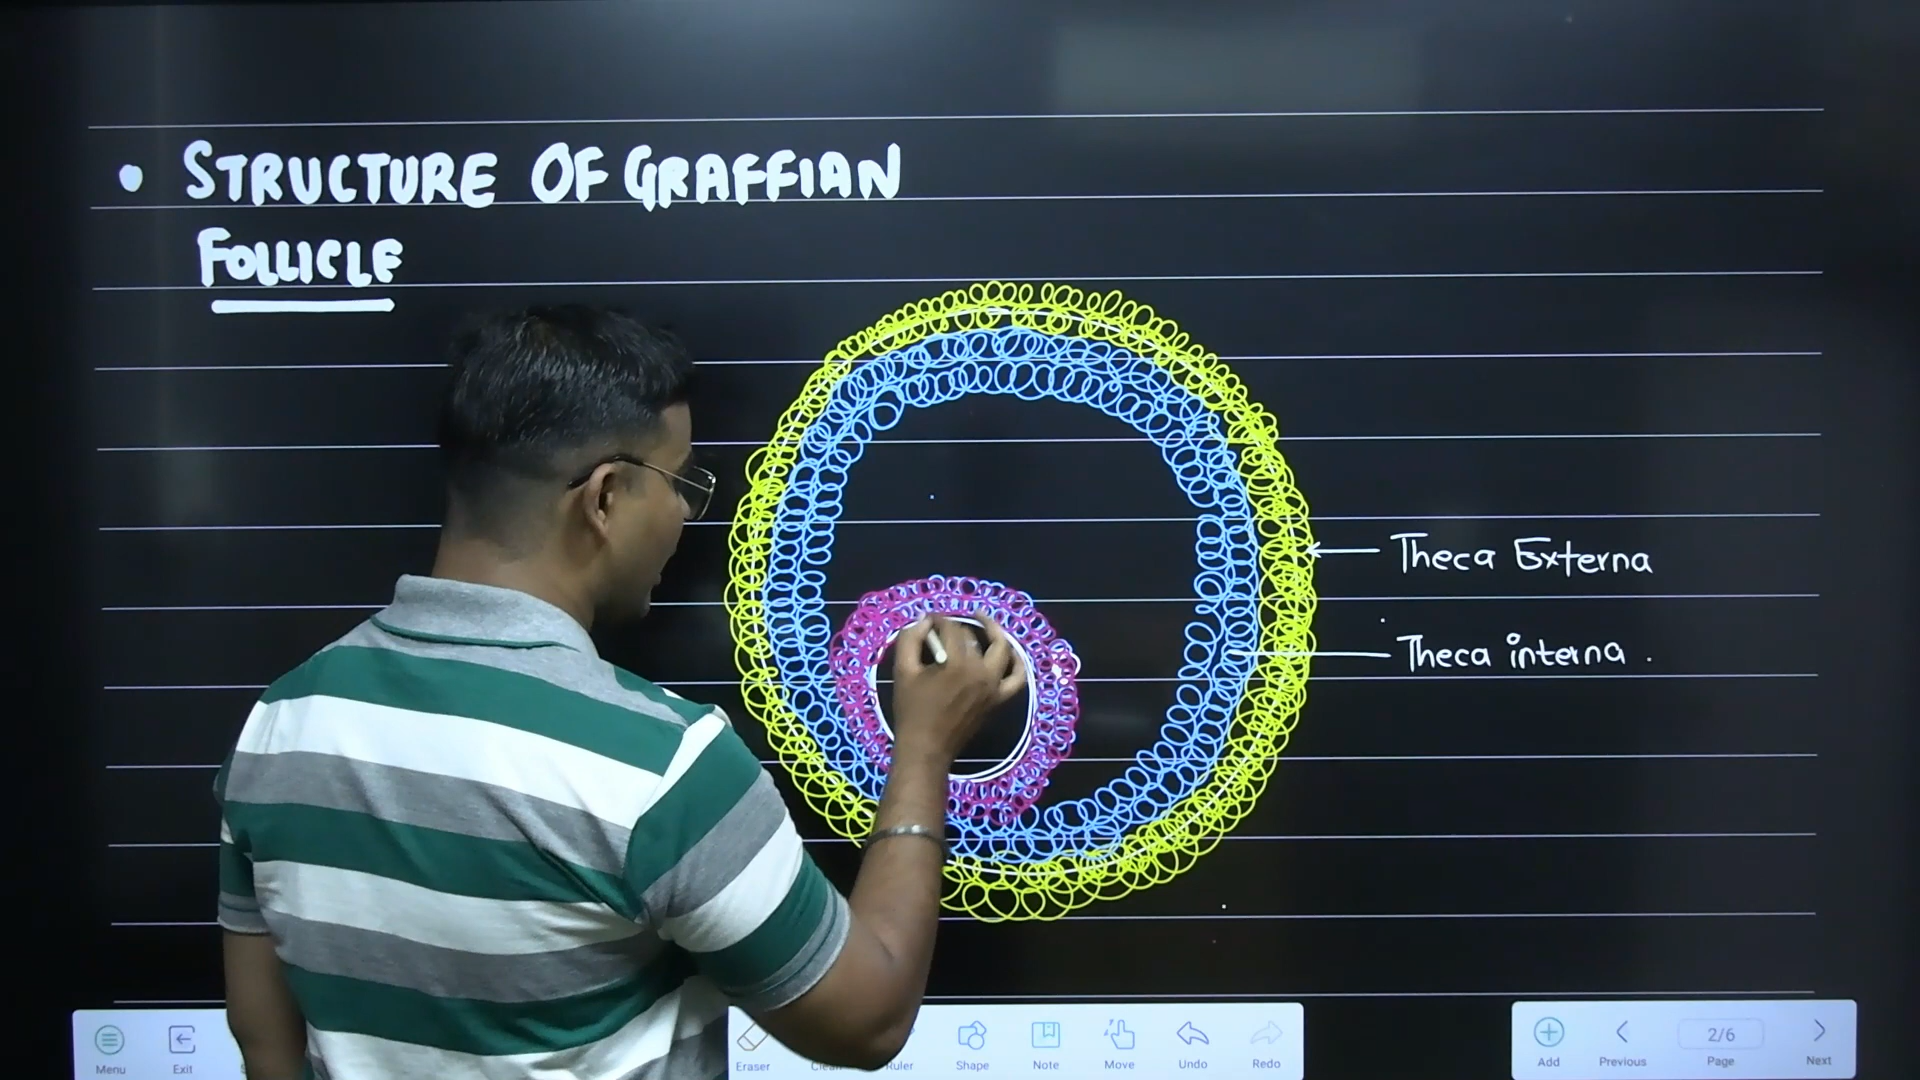 • STRUCTURE OF GRAFFIAN
FOLLICLE
Theca Externa
Theca interna .
Menu
Exit
Eraser
Ruler
Shape
Note
Move
Undo
Redo
Add
Previous
2/6
Page
Next